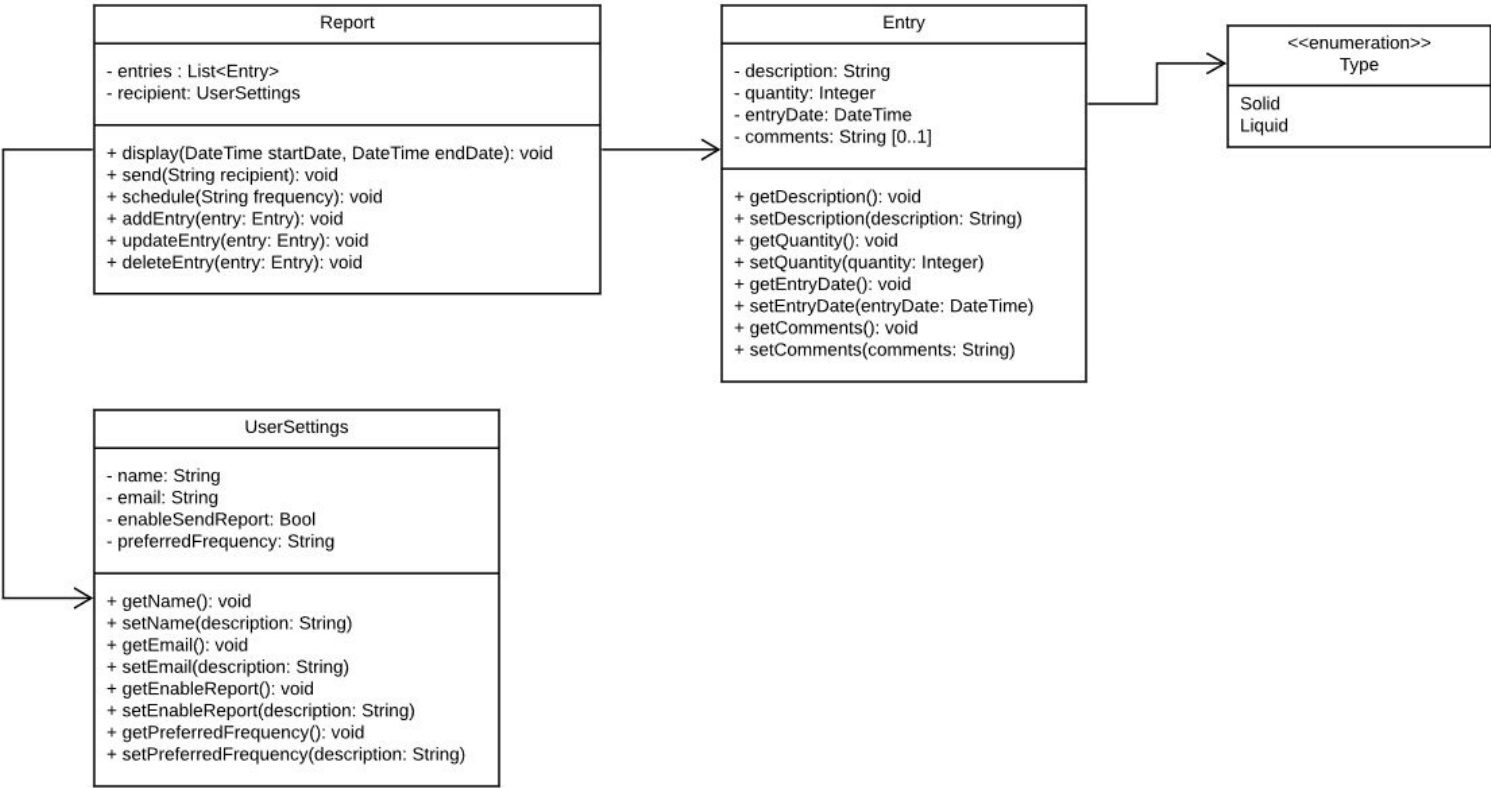 Report
- entries : List<Entry>
- recipient: UserSettings
+ display(DateTime startDate, DateTime endDate): void
+ send(String recipient): void
+ schedule(String frequency): void
+ addEntry(entry: Entry): void
+ updateEntry(entry: Entry): void
+ deleteEntry(entry: Entry): void
Entry
- description: String
- quantity: Integer
- entryDate: DateTime
- comments: String [0..1]
+ getDescription(): void
+ setDescription(description: String)
+ getQuantity(): void
+ setQuantity(quantity: Integer)
+ getEntryDate(): void
+ setEntryDate(entryDate: DateTime)
+ getComments(): void
+ setComments(comments: String)
<<enumeration>>
Type
Solid
Liquid
UserSettings
- name: String
- email: String
- enableSendReport: Bool
- preferredFrequency: String
+ getName(): void
+ setName(description: String)
+ getEmail(): void
+ setEmail(description: String)
+ getEnableReport(): void
+ setEnableReport(description: String)
+ getPreferredFrequency(): void
+ setPreferredFrequency(description: String)